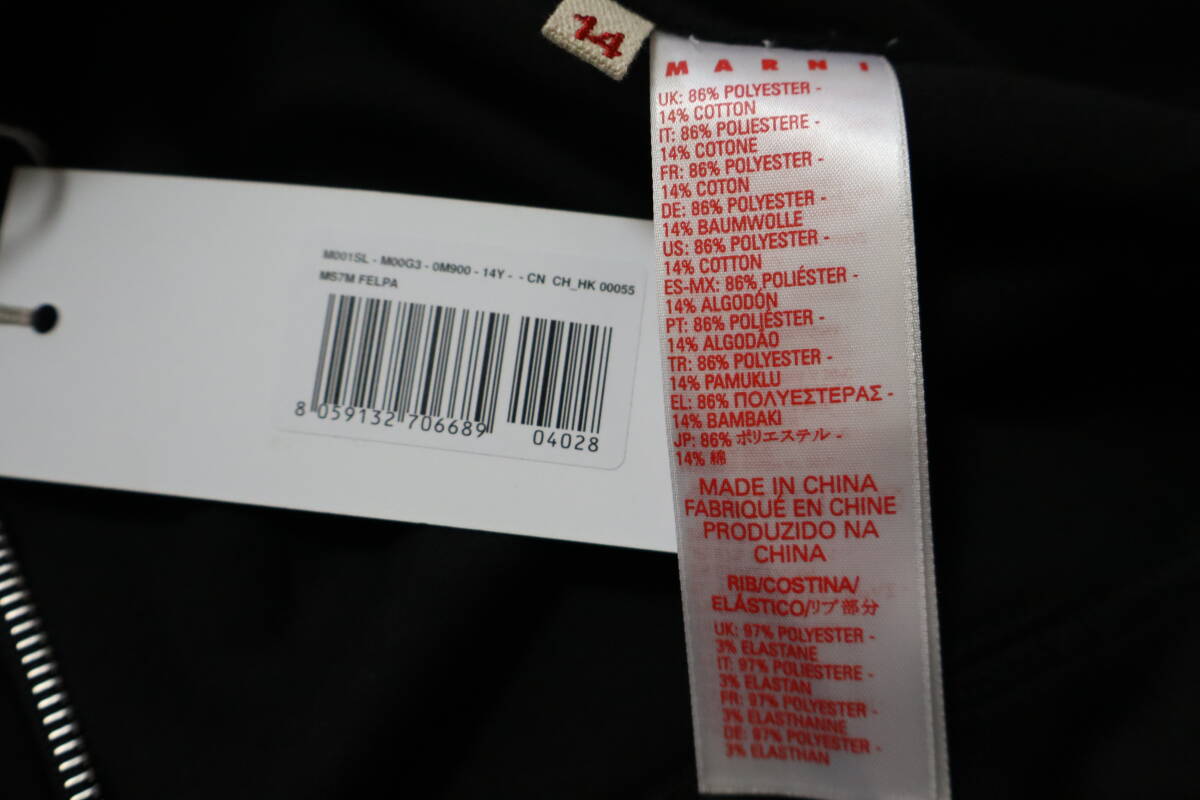 14
MARNI
UK: 86% POLYESTER -
14% COTTON
IT: 86% POLIESTERE -
14% COTONE
FR: 86% POLYESTER -
14% COTON
DE: 86% POLYESTER -
14% BAUMWOLLE
US: 86% POLYESTER -
14% COTTON
ES-MX: 86% POLIÉSTER -
14% ALGODÓN
PT: 86% POLIÉSTER -
14% ALGODÃO
TR: 86% POLYESTER -
14% PAMUKLU
EL: 86% ΠΟΛΥΕΣΤΕΡΑΣ -
14% ΒΑΜΒΑΚΙ
JP: 86% ポリエステル -
14% 綿
MADE IN CHINA
FABRIQUÉ EN CHINE
PRODUZIDO NA
CHINA
RIB/COSTINA/
ELÁSTICO/リブ部分
UK: 97% POLYESTER -
3% ELASTANE
IT: 97% POLIESTERE -
3% ELASTAN
FR: 97% POLYESTER -
3% ELASTHANNE
DE: 97% POLYESTER -
3% ELASTHAN
M001SL - M00G3 - 0M900 - 14Y - - CN CH_HK 00055
MS7M FELPA
8 059132 706689
04028